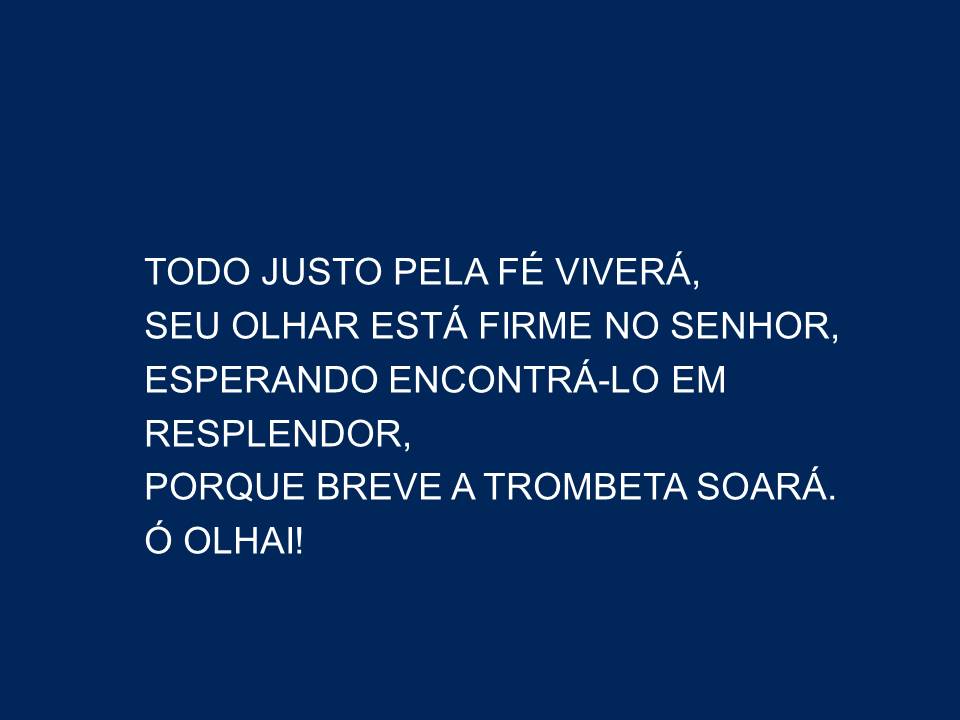 TODO JUSTO PELA FÉ VIVERÁ,
SEU OLHAR ESTÁ FIRME NO SENHOR,
ESPERANDO ENCONTRÁ-LO EM
RESPLENDOR,
PORQUE BREVE A TROMBETA SOARÁ.
Ó OLHAI!